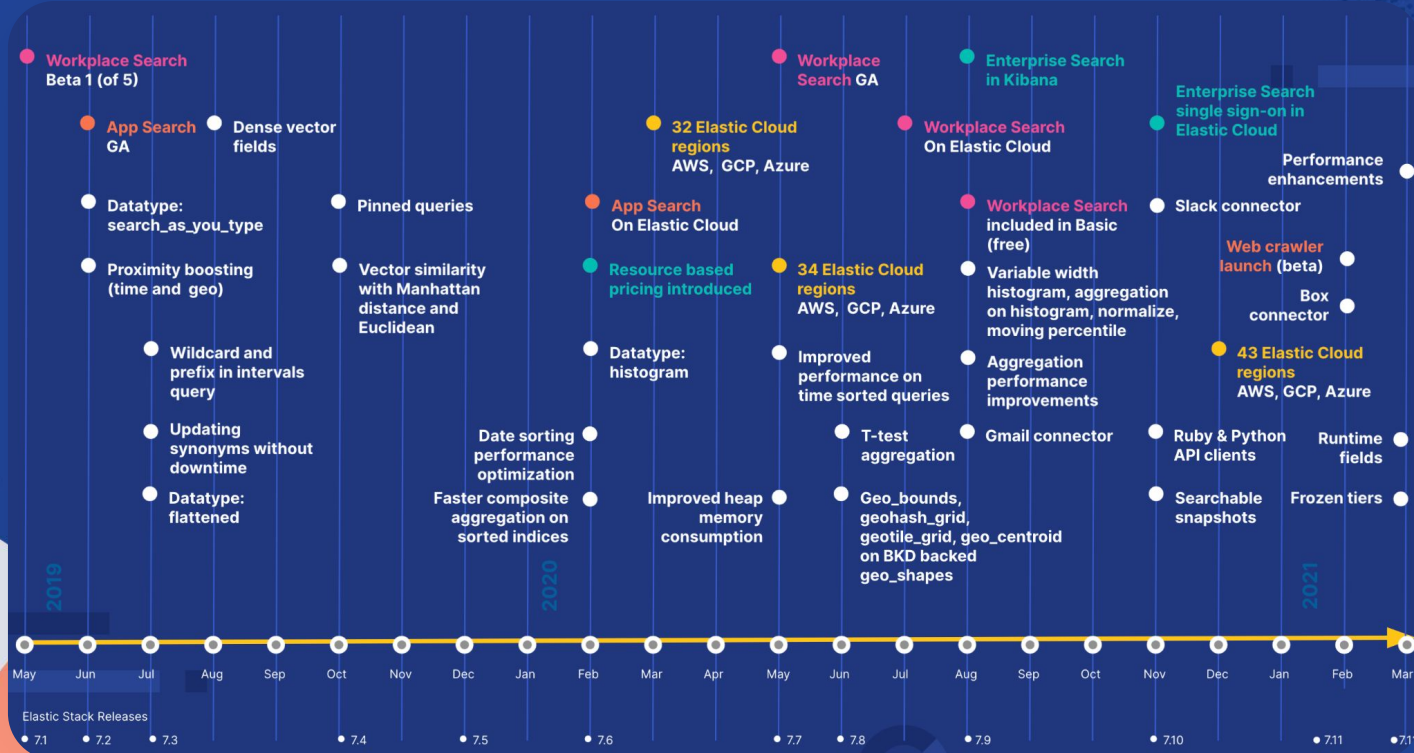 Workplace Search
Beta 1 (of 5)
Workplace
Search GA
Enterprise Search
in Kibana
Enterprise Search
single sign-on in
Elastic Cloud
App Search
GA
Dense vector
fields
32 Elastic Cloud
regions
AWS, GCP, Azure
Workplace Search
On Elastic Cloud
Performance
enhancements
Datatype:
search_as_you_type
Pinned queries
App Search
On Elastic Cloud
Workplace Search
included in Basic
(free)
Slack connector
Web crawler
launch (beta)
Proximity boosting
(time and geo)
Vector similarity
with Manhattan
distance and
Euclidean
Resource based
pricing introduced
34 Elastic Cloud
regions
AWS, GCP, Azure
Variable width
histogram, aggregation
on histogram, normalize,
moving percentile
Box
connector
Wildcard and
prefix in intervals
query
Datatype:
histogram
Improved
performance on
time sorted queries
Aggregation
performance
improvements
43 Elastic Cloud
regions
AWS, GCP, Azure
Updating
synonyms without
downtime
Date sorting
performance
optimization
T-test
aggregation
Gmail connector
Ruby & Python
API clients
Runtime
fields
Datatype:
flattened
Faster composite
aggregation on
sorted indices
Improved heap
memory
consumption
Geo_bounds,
geohash_grid,
geotile_grid, geo_centroid
on BKD backed
geo_shapes
Searchable
snapshots
Frozen tiers
2019
2020
2021
May Jun Jul Aug Sep Oct Nov Dec Jan Feb Mar Apr May Jun Jul Aug Sep Oct Nov Dec Jan Feb Mar
Elastic Stack Releases
7.1 7.2 7.3 7.4 7.5 7.6 7.7 7.8 7.9 7.10 7.11